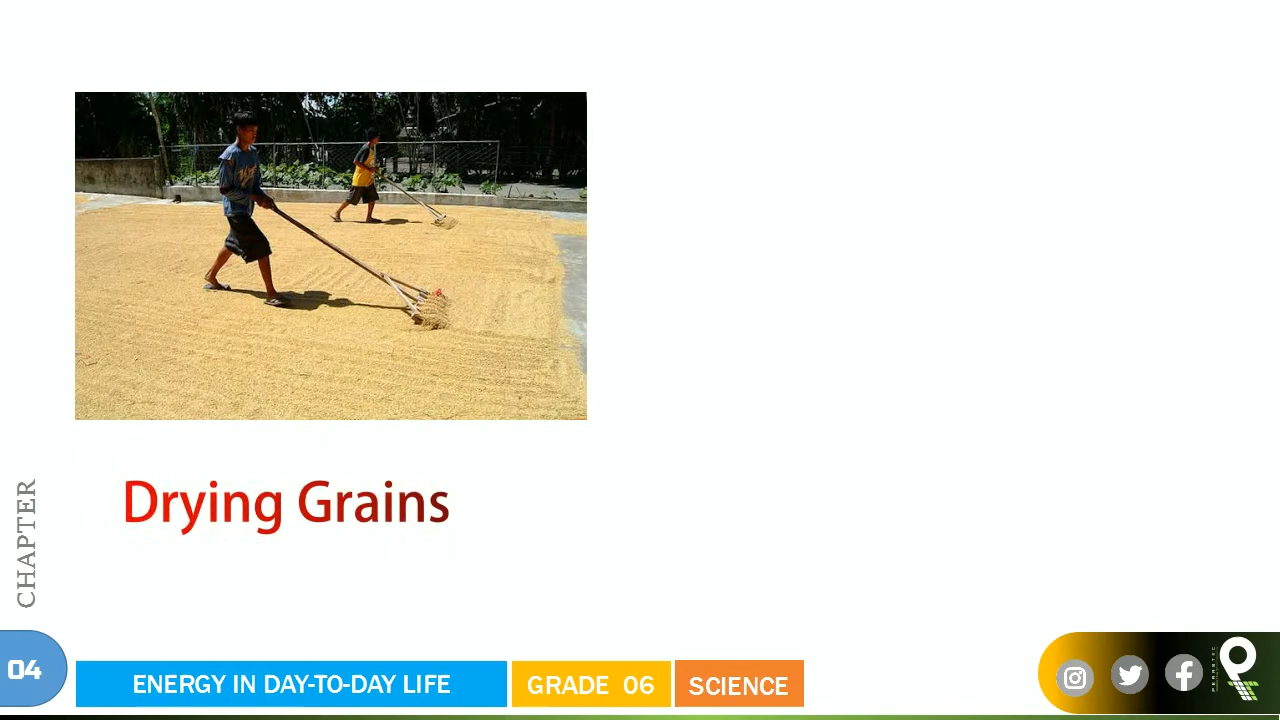 Drying Grains
CHAPTER
04
ENERGY IN DAY-TO-DAY LIFE
GRADE 06
SCIENCE